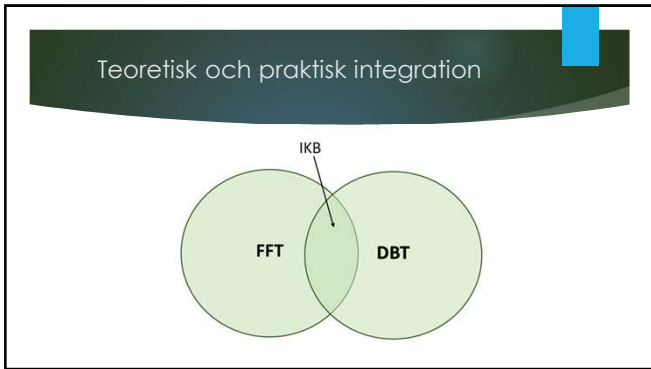 Teoretisk och praktisk integration
IKB
FFT
DBT